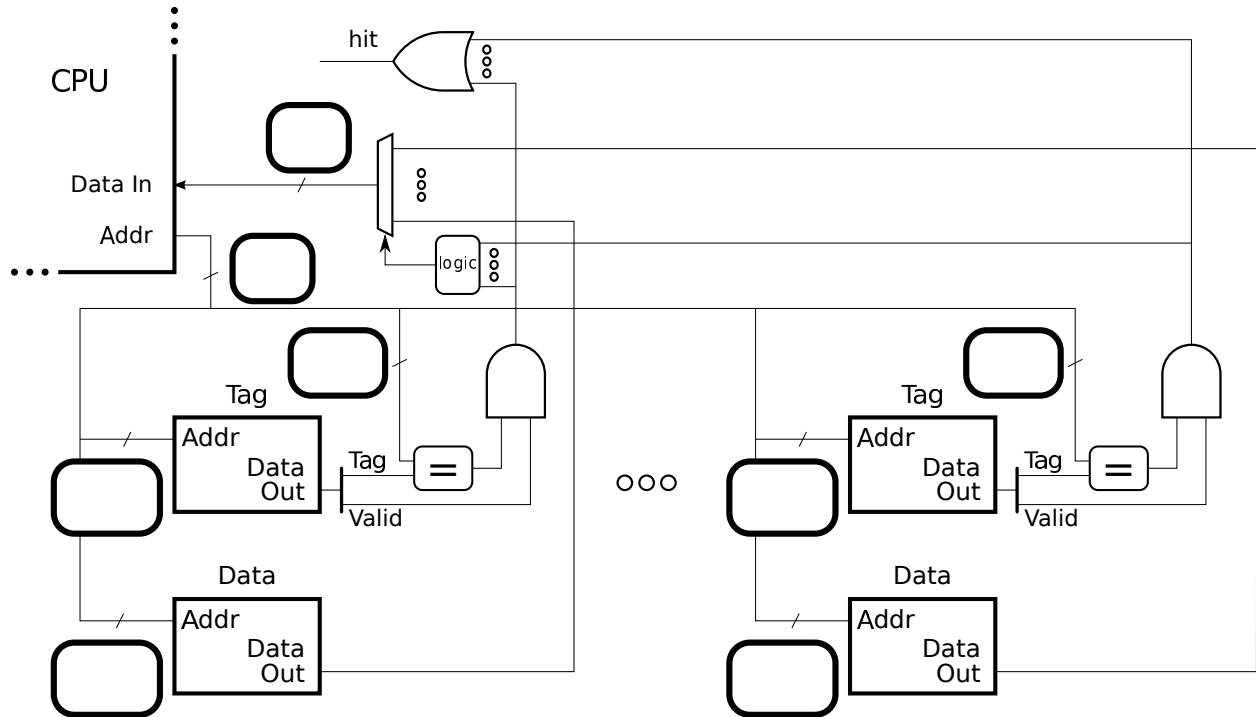 hit
CPU
Data In
Addr
logic
Tag
Addr
Data
Out
Tag
=
Valid
Data
Addr
Data
Out
Tag
Addr
Data
Out
Tag
=
Valid
Data
Addr
Data
Out